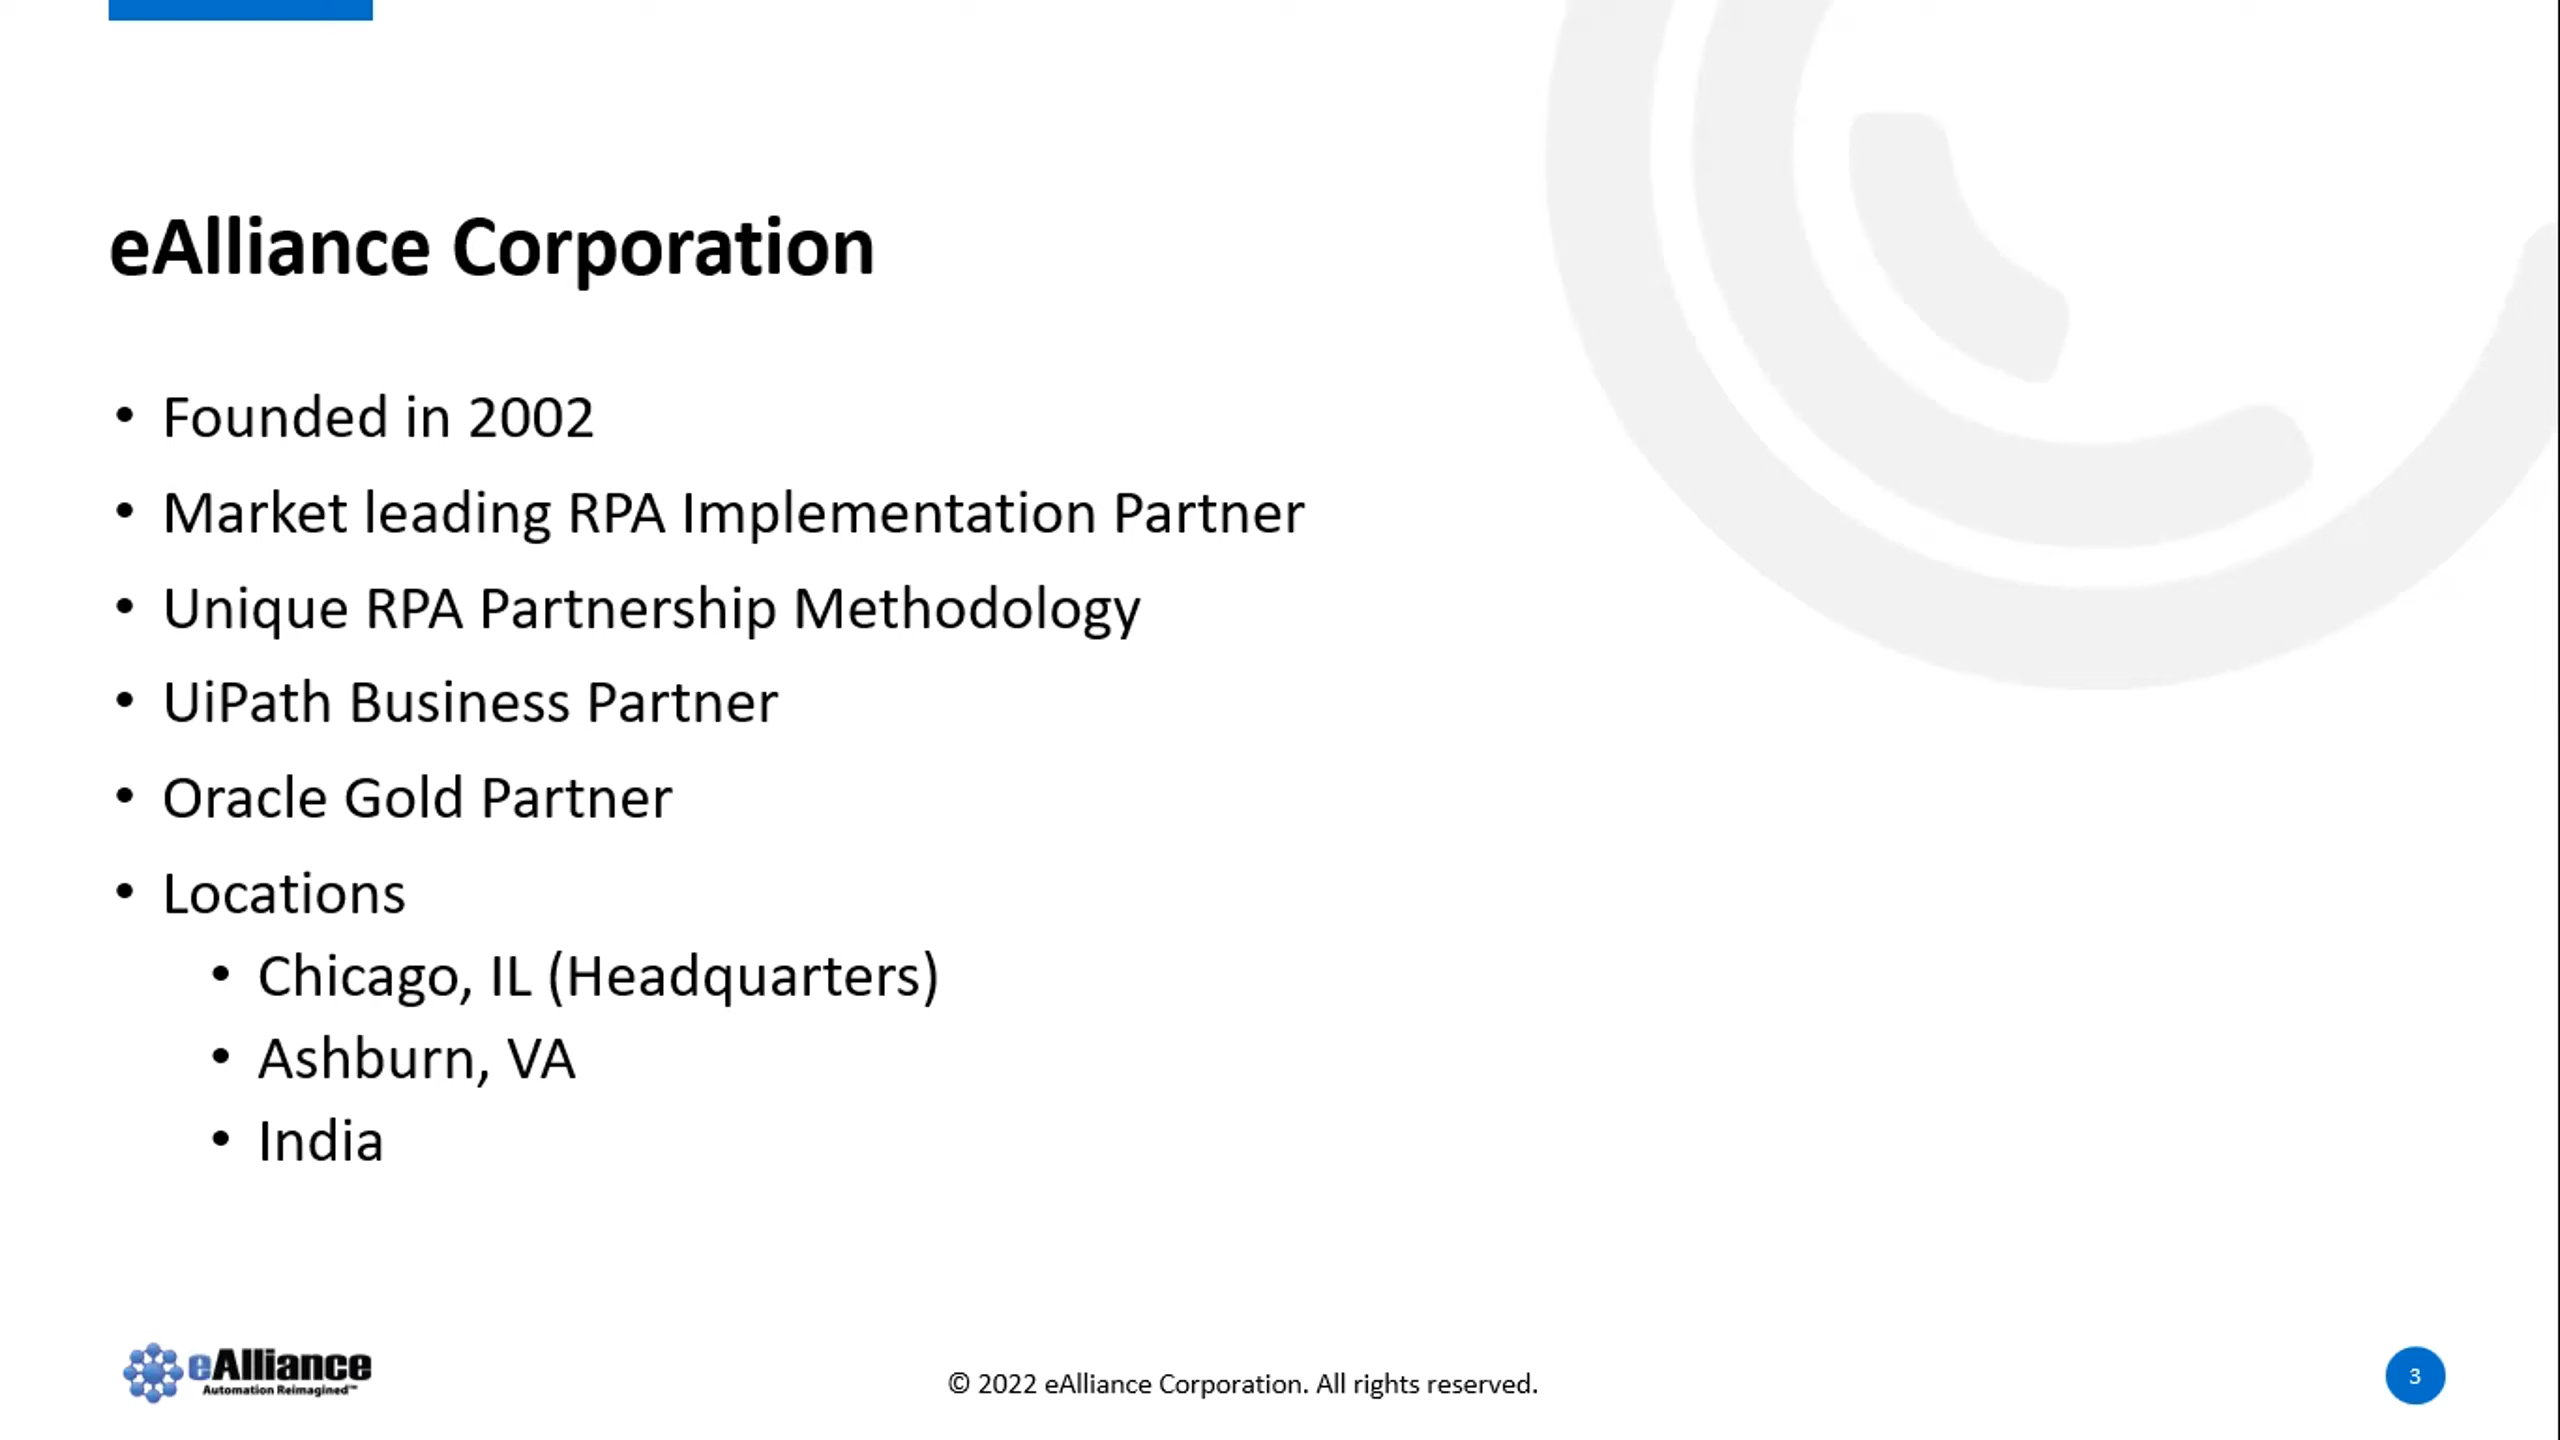 eAlliance Corporation
• Founded in 2002
• Market leading RPA Implementation Partner
• Unique RPA Partnership Methodology
• UiPath Business Partner
• Oracle Gold Partner
• Locations
• Chicago, IL (Headquarters)
• Ashburn, VA
• India
eAlliance
Automation Reimagined™
© 2022 eAlliance Corporation. All rights reserved.
3